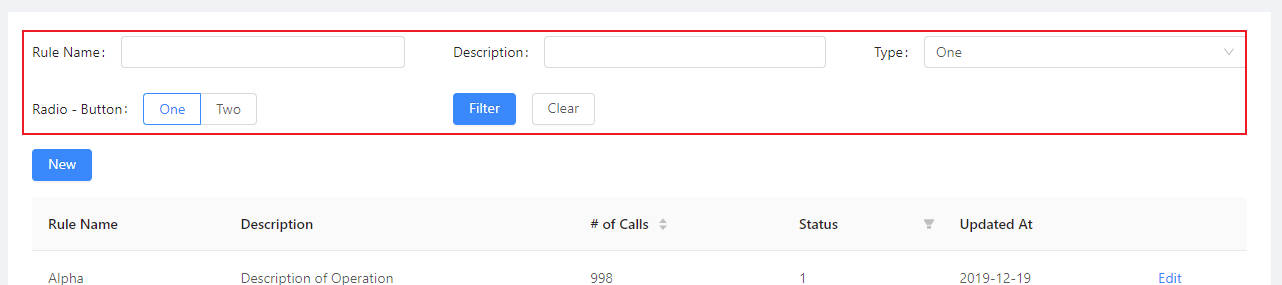 Rule Name: Description: Type: One
Radio - Button: One Two Filter Clear
New
Rule Name Description # of Calls Status Updated At
Alpha Description of Operation 998 1 2019-12-19 Edit